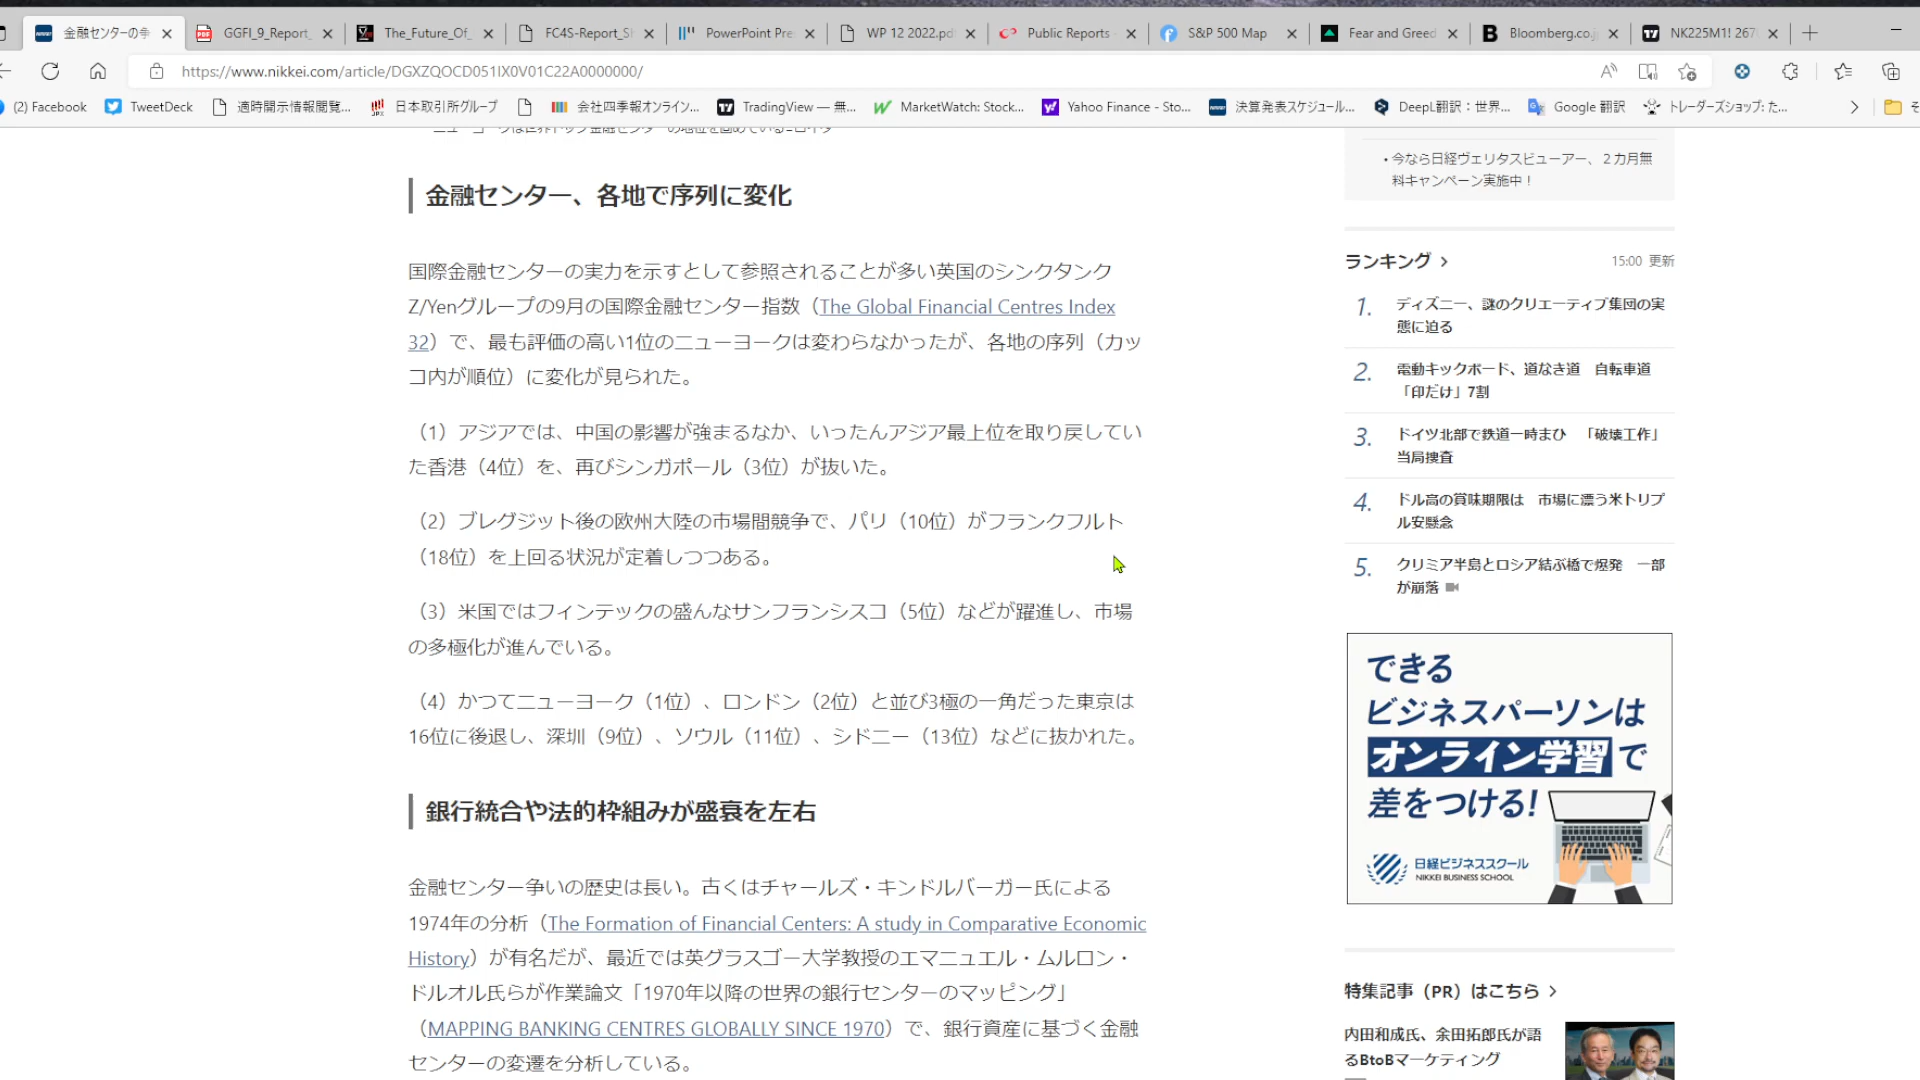 金融センターの争
GGFI_9_Report_
The_Future_Of_
FC4S-Report_S
PowerPoint Pre
WP 12 2022.pdf
Public Reports
S&P 500 Map
Fear and Greed
Bloomberg.co.j
NK225M1! 267
https://www.nikkei.com/article/DGXZQOCD051IX0V01C22A0000000/
(2) Facebook
TweetDeck
適時開示情報閲覧...
日本取引所グループ
会社四季報オンライン...
TradingView — 無...
MarketWatch: Stock...
Yahoo Finance - Sto...
決算発表スケジュール...
DeepL翻訳：世界...
Google 翻訳
トレーダーズショップ: た...
そ
ニューヨークは世界トップ金融センターの地位を固めている=ロイター
金融センター、各地で序列に変化
国際金融センターの実力を示すとして参照されることが多い英国のシンクタンク
Z/Yenグループの9月の国際金融センター指数（The Global Financial Centres Index
32）で、最も評価の高い1位のニューヨークは変わらなかったが、各地の序列（カッ
コ内が順位）に変化が見られた。
（1）アジアでは、中国の影響が強まるなか、いったんアジア最上位を取り戻してい
た香港（4位）を、再びシンガポール（3位）が抜いた。
（2）ブレグジット後の欧州大陸の市場間競争で、パリ（10位）がフランクフルト
（18位）を上回る状況が定着しつつある。
（3）米国ではフィンテックの盛んなサンフランシスコ（5位）などが躍進し、市場
の多極化が進んでいる。
（4）かつてニューヨーク（1位）、ロンドン（2位）と並び3極の一角だった東京は
16位に後退し、深圳（9位）、ソウル（11位）、シドニー（13位）などに抜かれた。
銀行統合や法的枠組みが盛衰を左右
金融センター争いの歴史は長い。古くはチャールズ・キンドルバーガー氏による
1974年の分析（The Formation of Financial Centers: A study in Comparative Economic
History）が有名だが、最近では英グラスゴー大学教授のエマニュエル・ムルロン・
ドルオル氏らが作業論文「1970年以降の世界の銀行センターのマッピング」
（MAPPING BANKING CENTRES GLOBALLY SINCE 1970）で、銀行資産に基づく金融
センターの変遷を分析している。
・今なら日経ヴェリタスビューアー、２カ月無
料キャンペーン実施中！
ランキング
15:00 更新
1. ディズニー、謎のクリエーティブ集団の実
態に迫る
2. 電動キックボード、道なき道　自転車道
「印だけ」7割
3. ドイツ北部で鉄道一時まひ　「破壊工作」
当局捜査
4. ドル高の賞味期限は　市場に漂う米トリプ
ル安懸念
5. クリミア半島とロシア結ぶ橋で爆発　一部
が崩落
できる
ビジネスパーソンは
オンライン学習で
差をつける!
日経ビジネススクール
NIKKEI BUSINESS SCHOOL
特集記事（PR）はこちら
内田和成氏、余田拓郎氏が語
るBtoBマーケティング